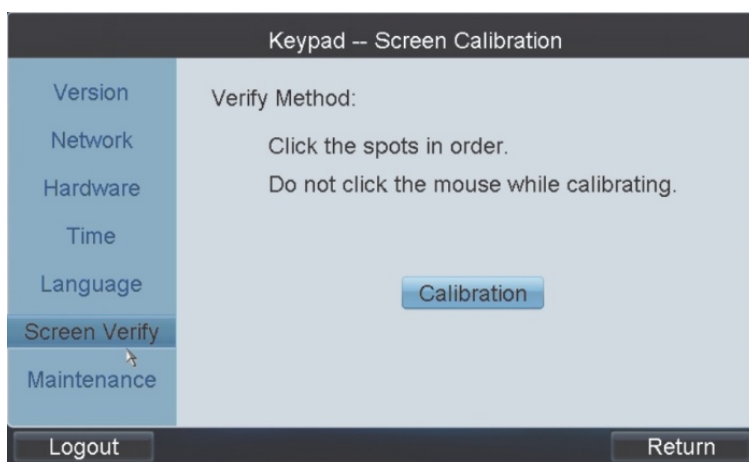 Keypad -- Screen Calibration
Version
Network
Hardware
Time
Language
Screen Verify
Maintenance
Verify Method:
Click the spots in order.
Do not click the mouse while calibrating.
Calibration
Logout
Return